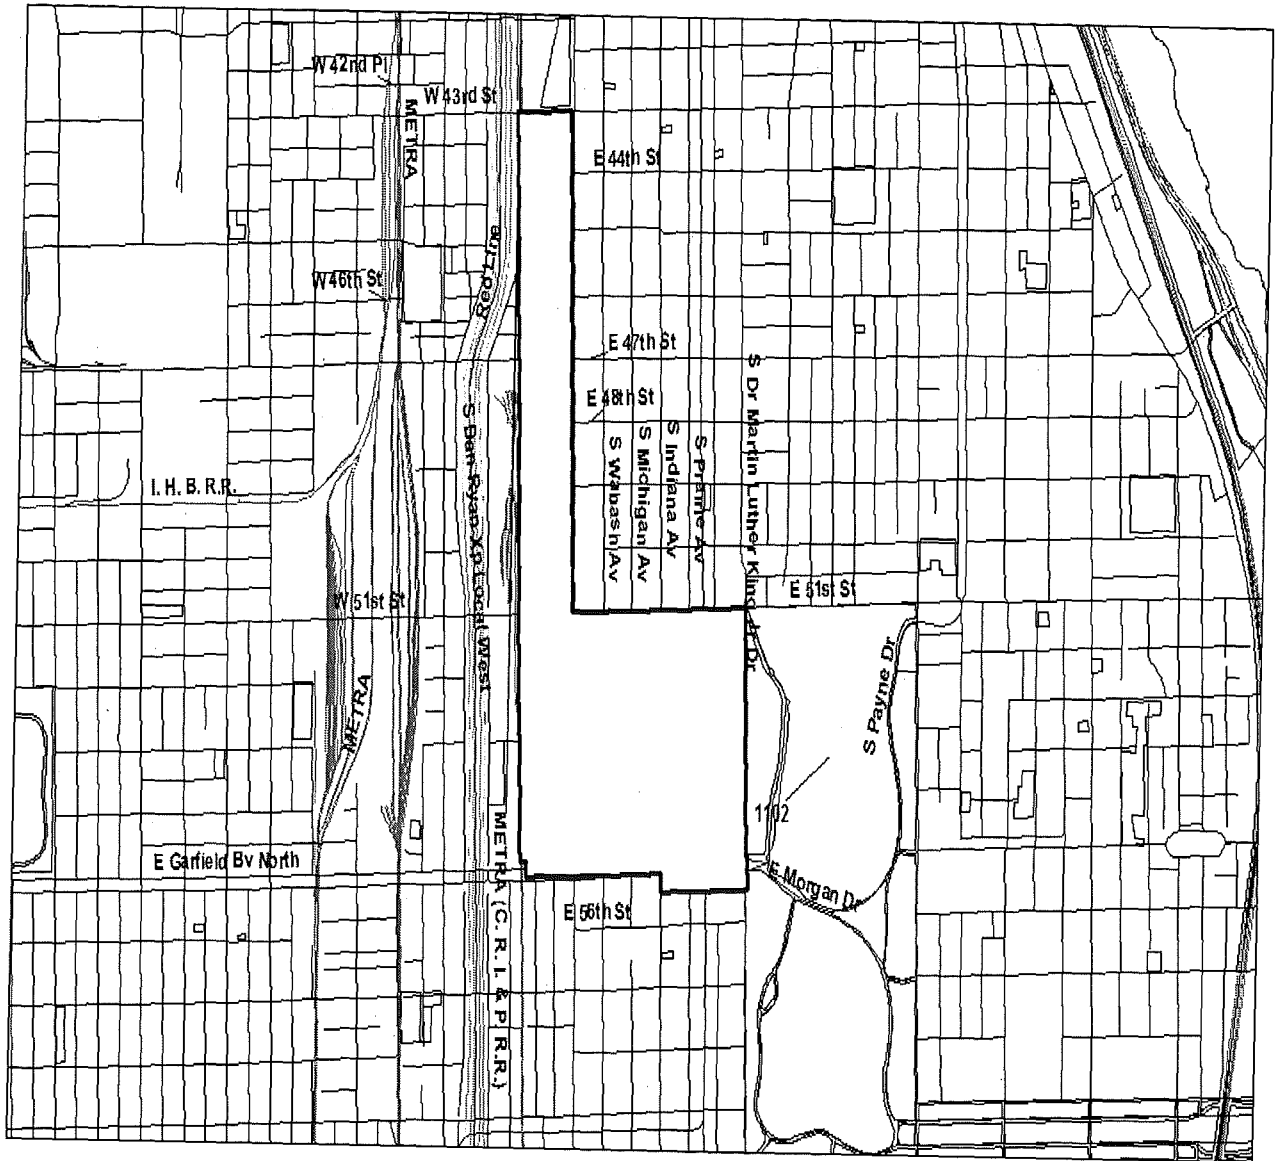 W 42nd Pl
W 43rd St
METRA
E 44th St
Red Line
W 46th St
E 47th St
E 48th St
S Dr Martin Luther King Jr Dr
S Prairie Av
S Indiana Av
S Michigan Av
S Wabash Av
S Dan Ryan Xp Local West
I. H. B. R.R.
E 51st St
W 51st St
S Payne Dr
METRA
1102
METRA (C. R. I. & P. R.R.)
E Garfield Bv North
E Morgan Dr
E 56th St